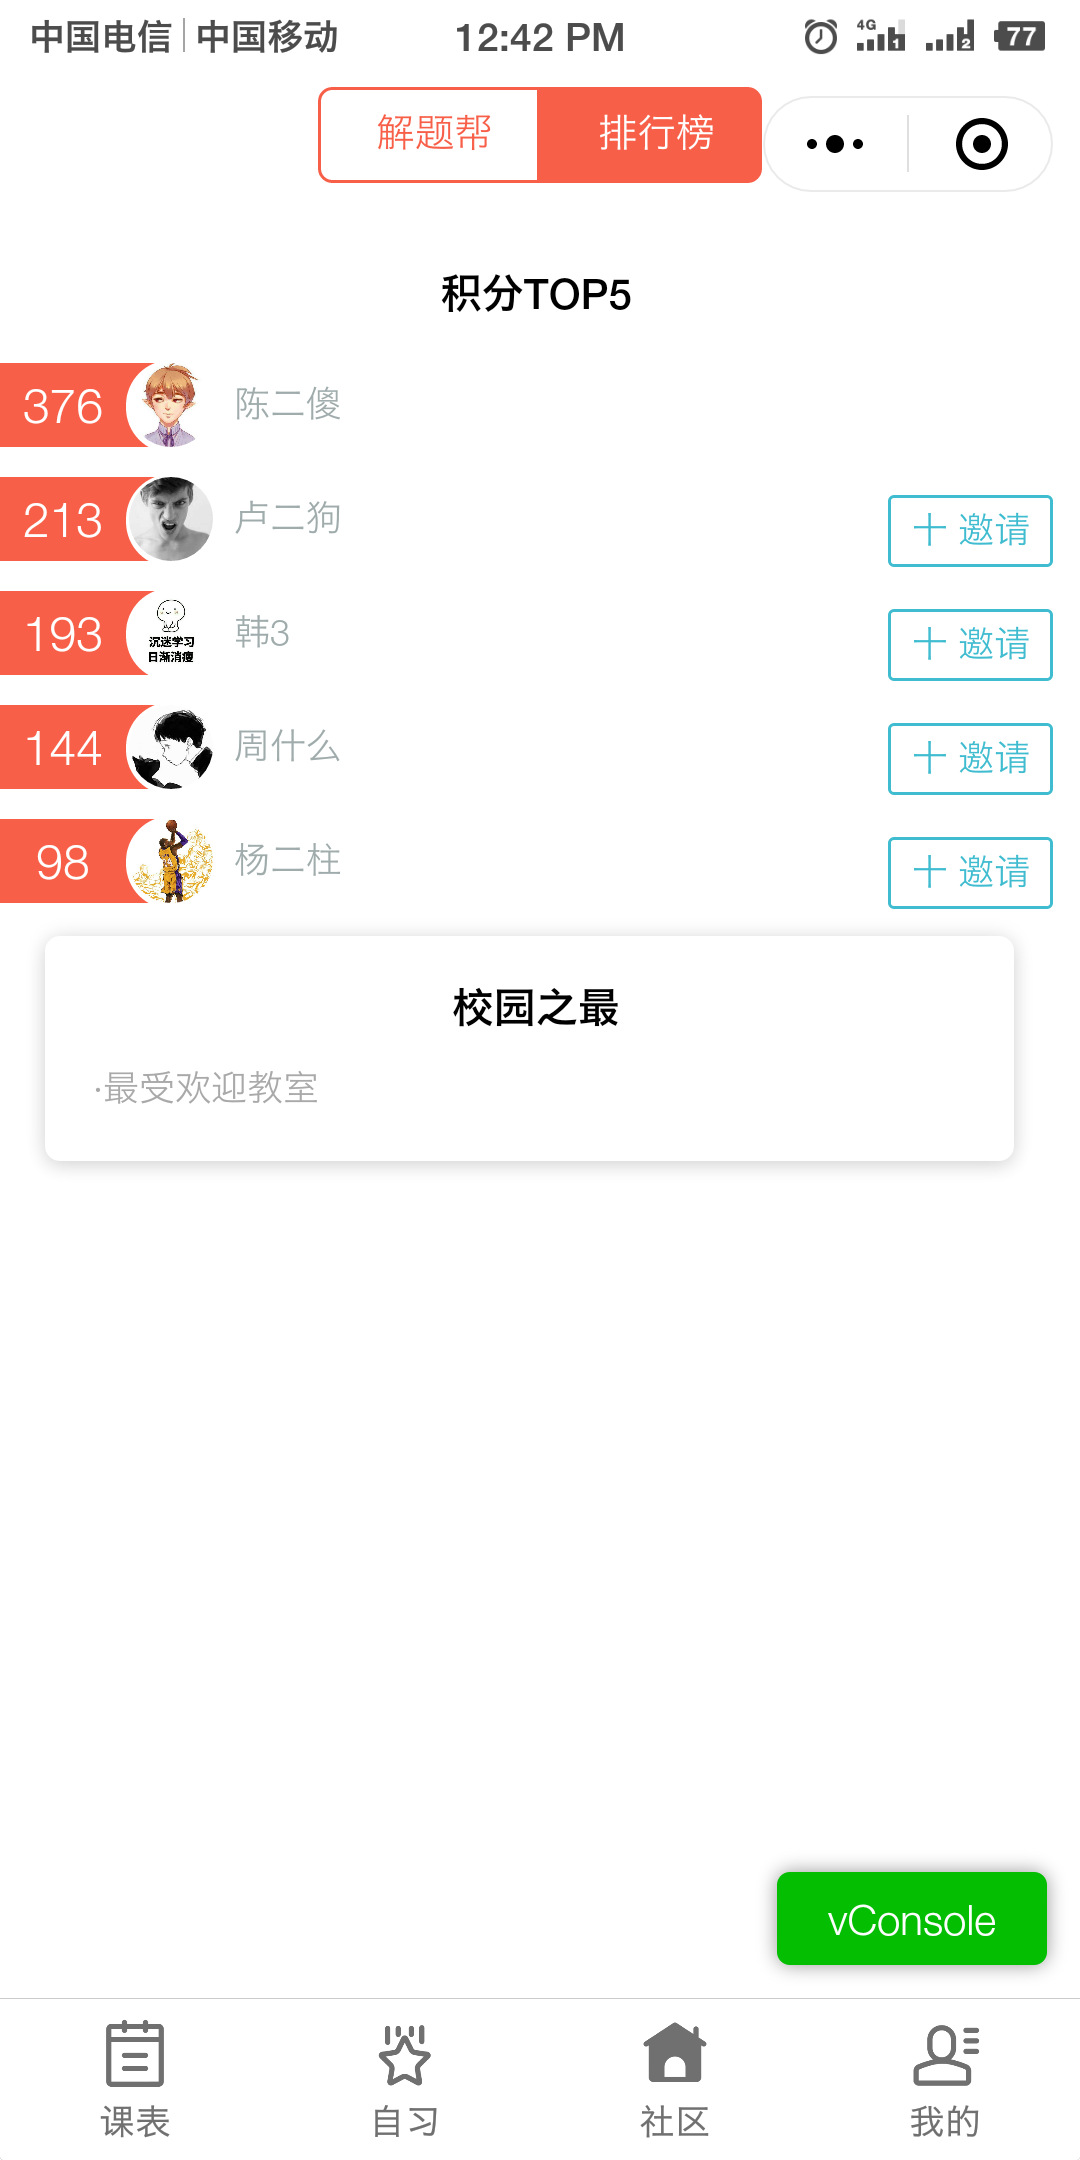 中国电信 中国移动 12:42 PM 4G 1 2 77
解题帮 排行榜
积分TOP5
376 陈二傻
213 卢二狗 邀请
193 沉迷学习 日渐消瘦 韩3 邀请
144 周什么 邀请
98 杨二柱 邀请
校园之最
·最受欢迎教室
vConsole
课表 自习 社区 我的